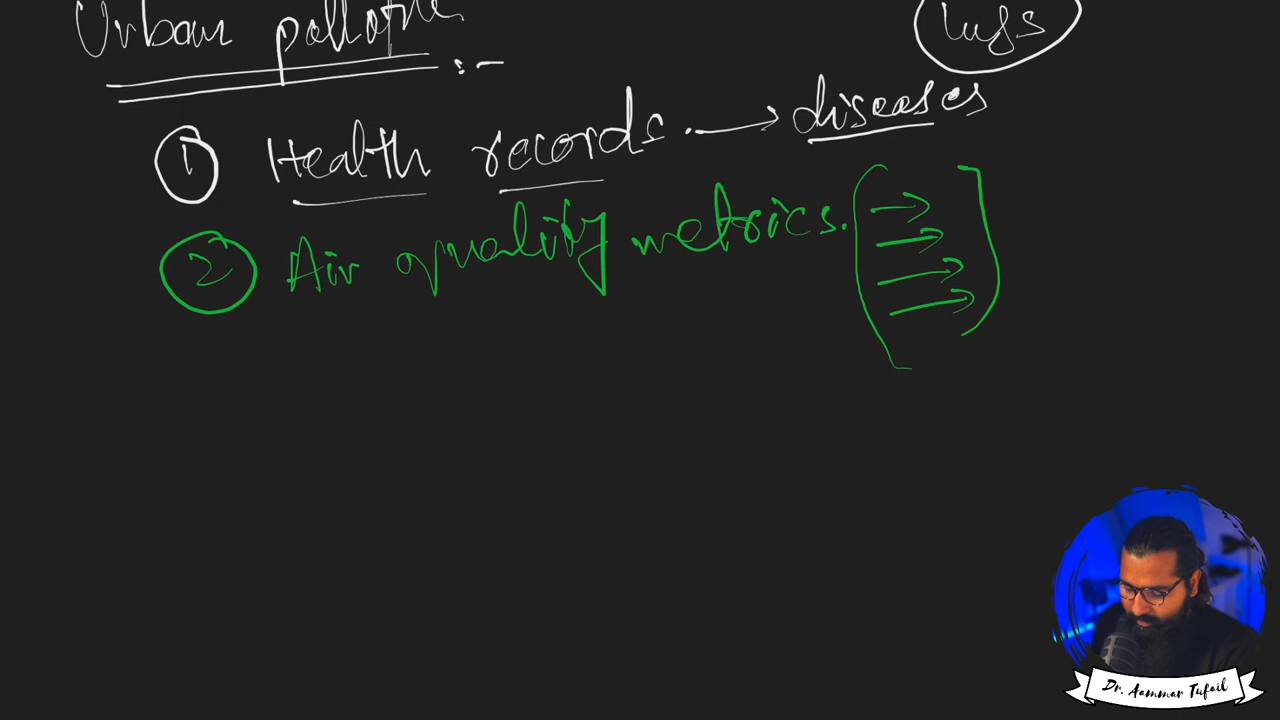 Urban pollution :-
lungs
① Health records. → diseases
② Air quality metrics. ( → → → → )
Dr. Aammar Tufail